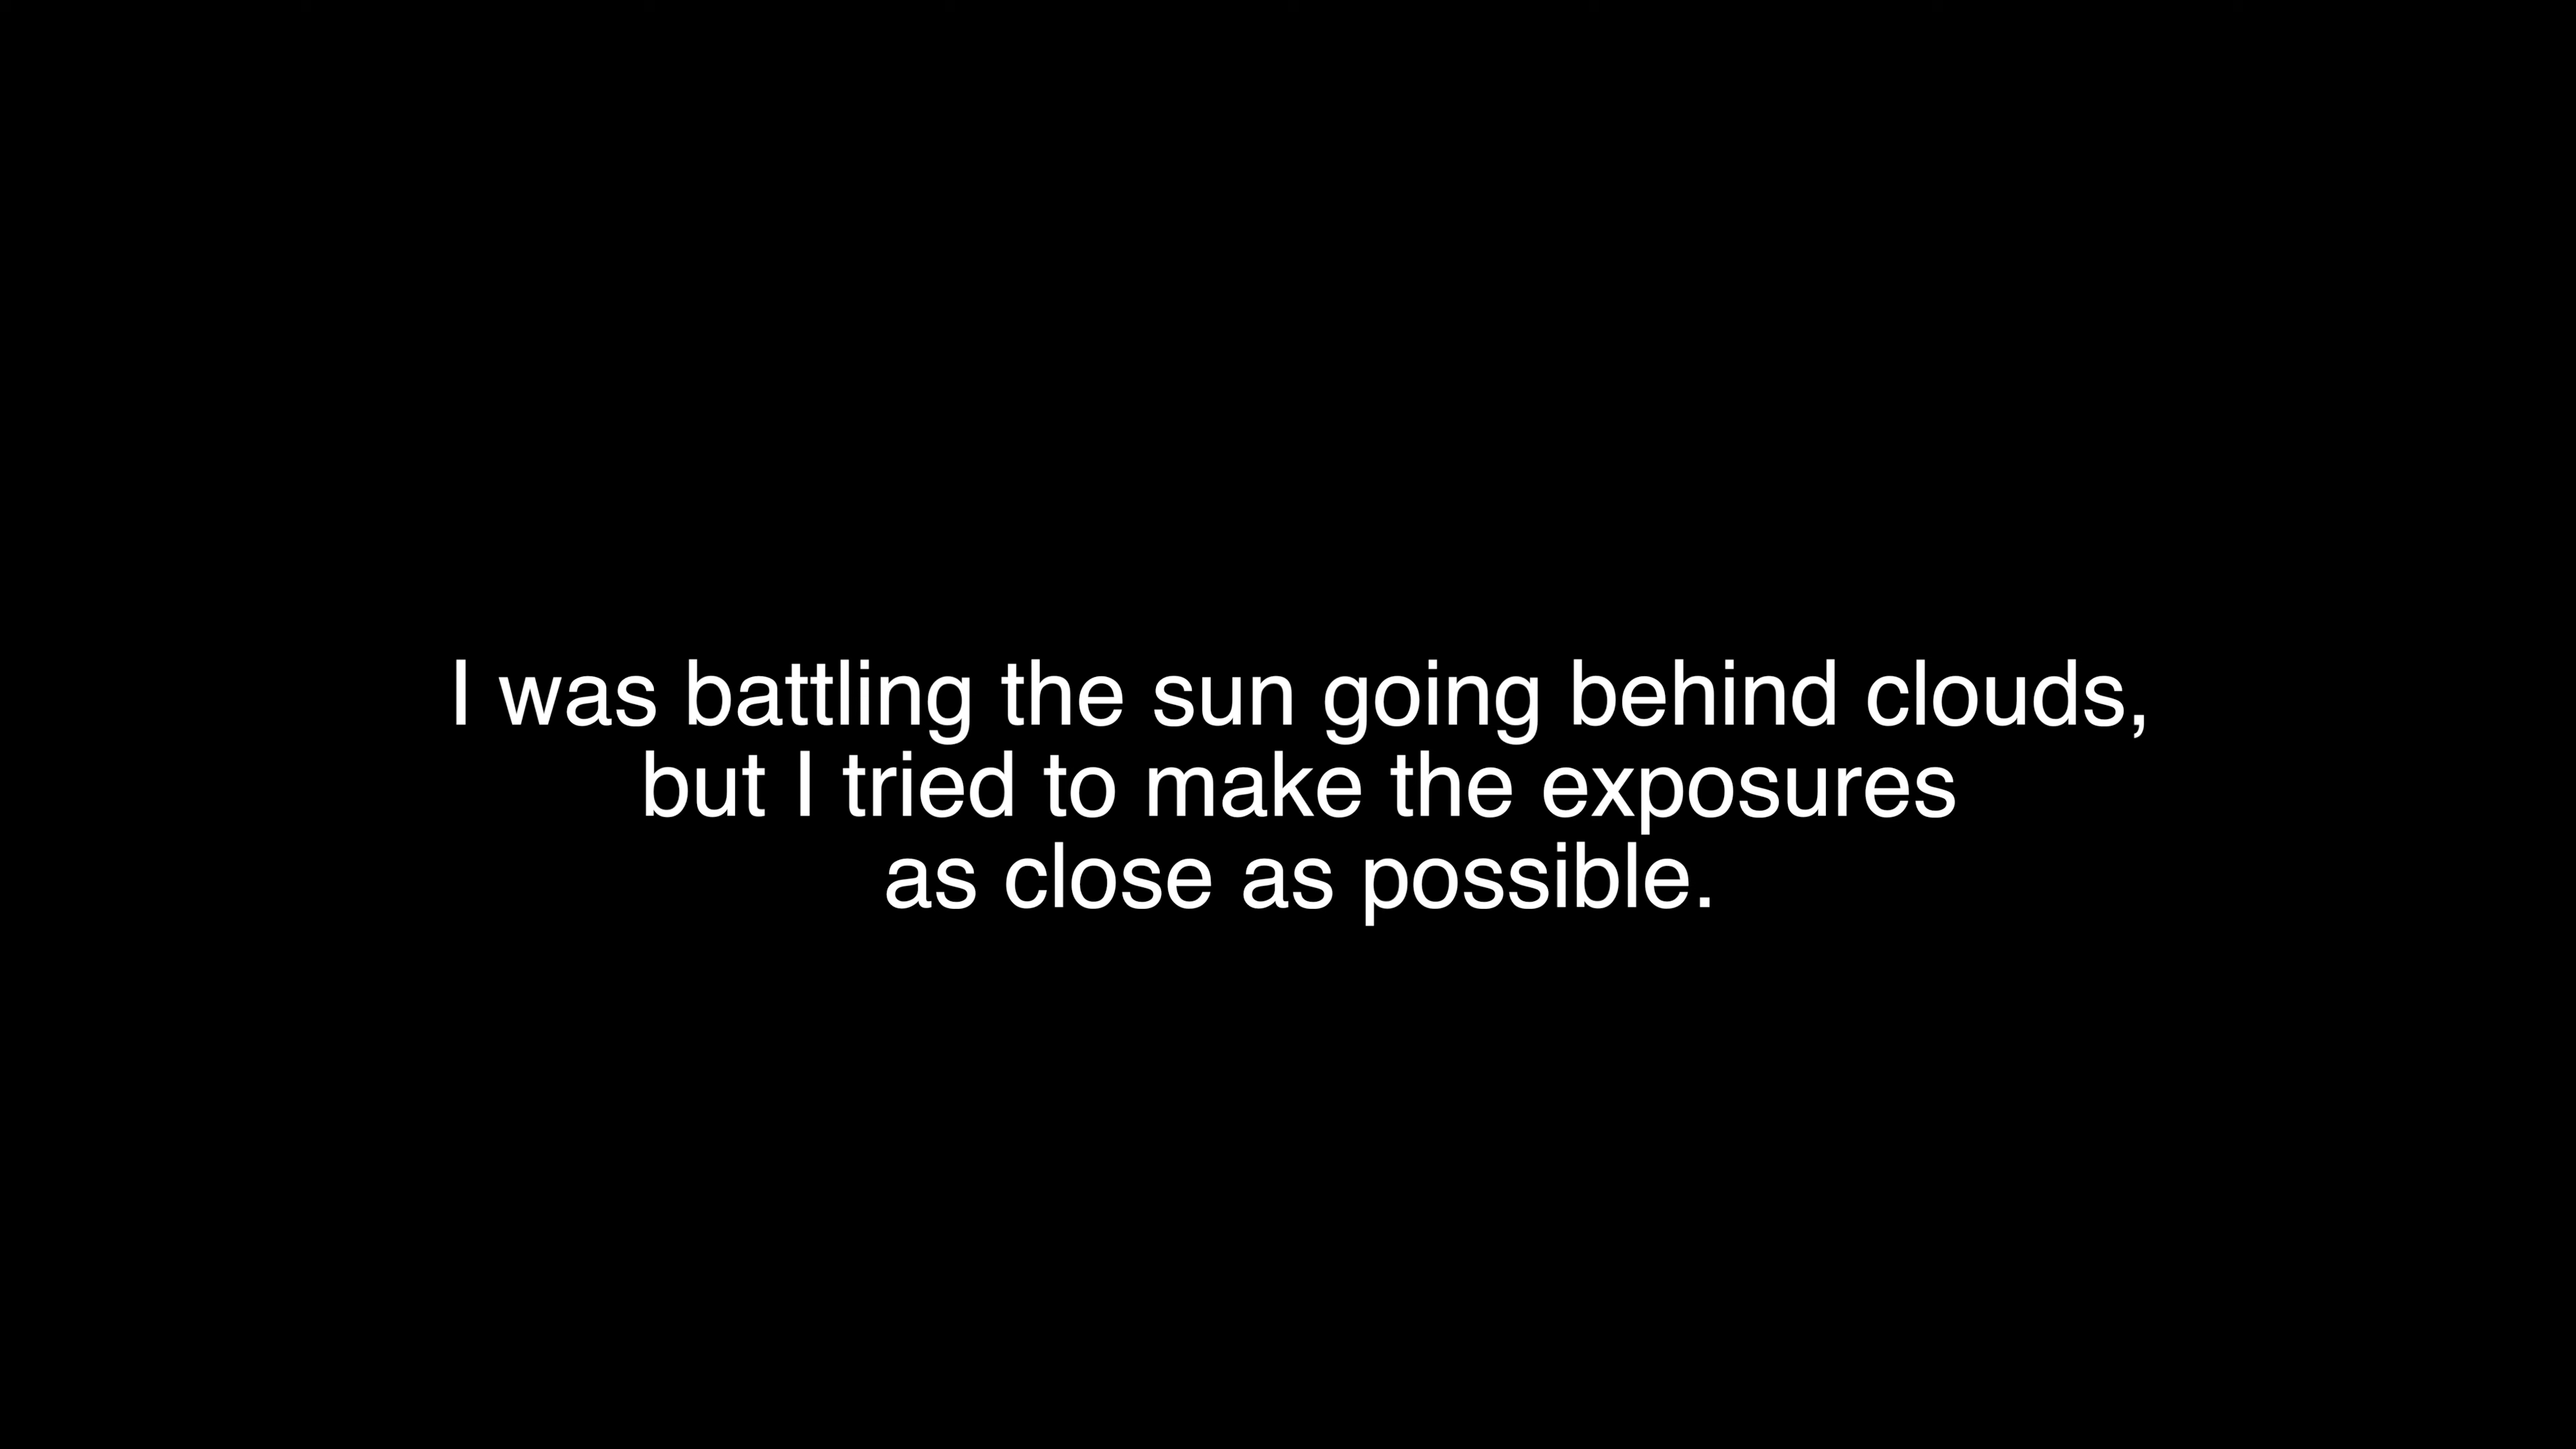 I was battling the sun going behind clouds,
but I tried to make the exposures
as close as possible.